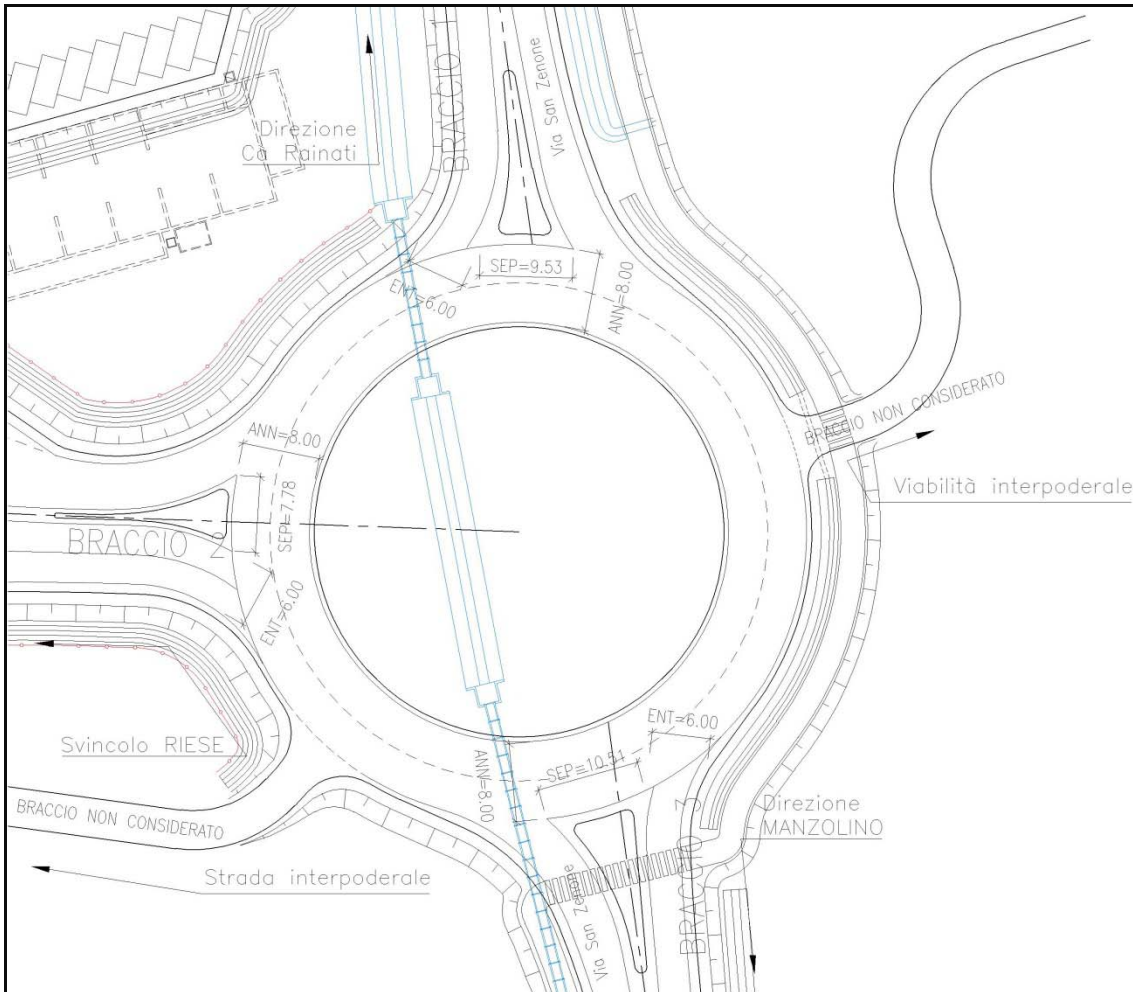 BRACCIO
Via San Zenone
Direzione
Cà Rainati
SEP=9.53
ENT=6.00
ANN=8.00
BRACCIO NON CONSIDERATO
ANN=8.00
Viabilità interpoderale
SEP=7.78
BRACCIO 2
ENT=6.00
ENT=6.00
Svincolo RIESE
SEP=10.51
ANN=8.00
BRACCIO NON CONSIDERATO
Direzione
MANZOLINO
BRACCIO 3
Strada interpoderale
Via San Zenone